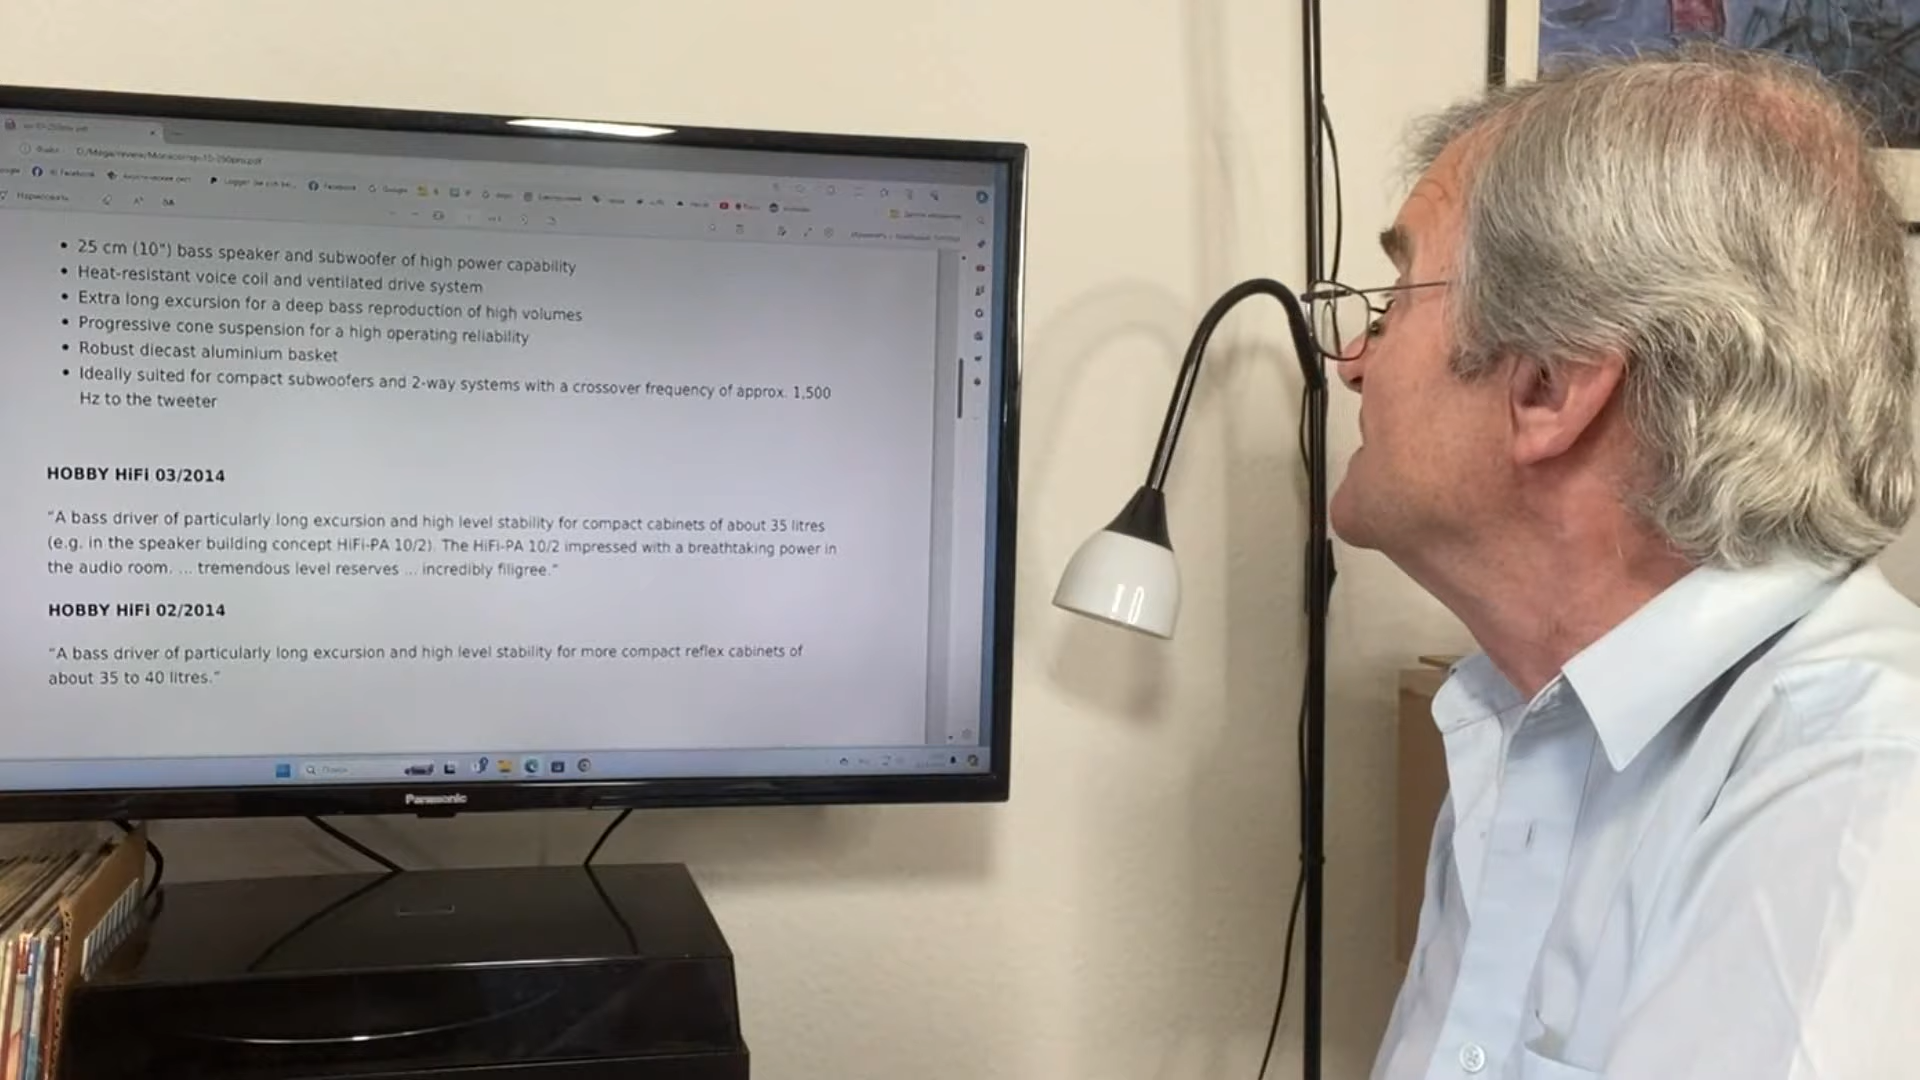 Facebook
Facebook
Google
• 25 cm (10") bass speaker and subwoofer of high power capability
• Heat-resistant voice coil and ventilated drive system
• Extra long excursion for a deep bass reproduction of high volumes
• Progressive cone suspension for a high operating reliability
• Robust diecast aluminium basket
• Ideally suited for compact subwoofers and 2-way systems with a crossover frequency of approx. 1,500
Hz to the tweeter
HOBBY HiFi 03/2014
"A bass driver of particularly long excursion and high level stability for compact cabinets of about 35 litres
(e.g. in the speaker building concept HiFi-PA 10/2). The HiFi-PA 10/2 impressed with a breathtaking power in
the audio room. ... tremendous level reserves ... incredibly filigree."
HOBBY HiFi 02/2014
"A bass driver of particularly long excursion and high level stability for more compact reflex cabinets of
about 35 to 40 litres."
Panasonic